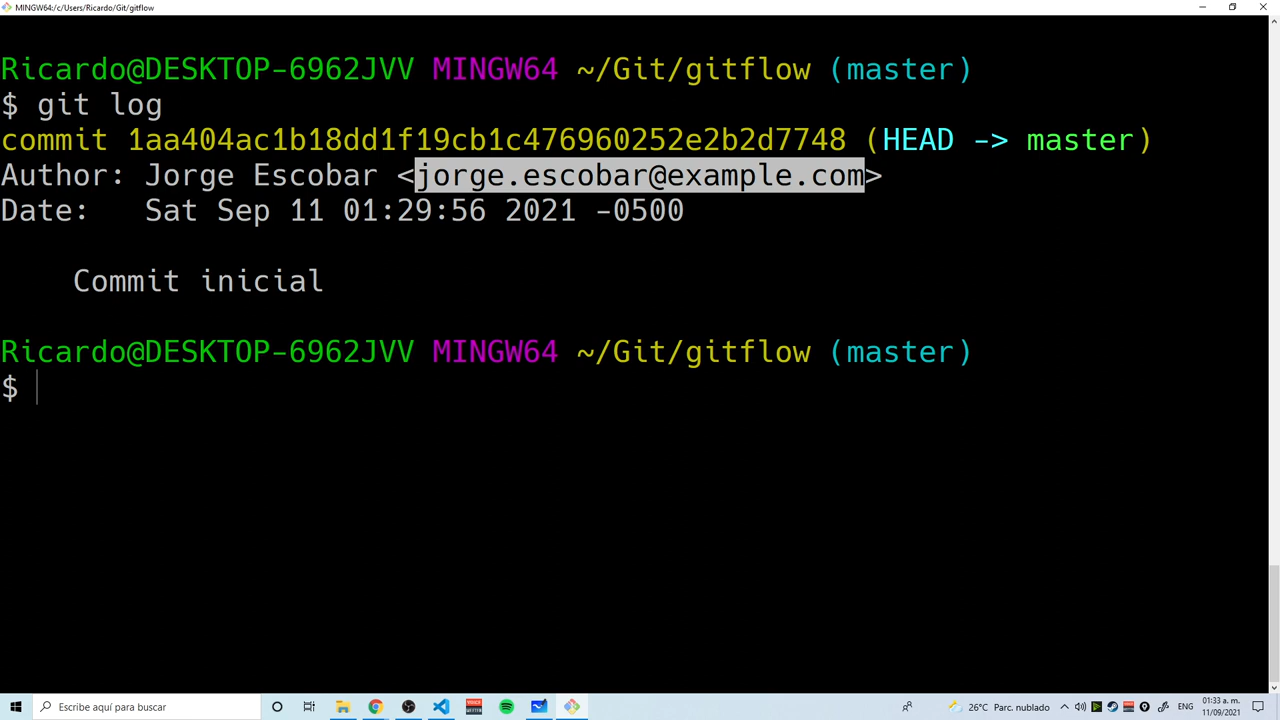 MINGW64:/c/Users/Ricardo/Git/gitflow
Ricardo@DESKTOP-6962JVV MINGW64 ~/Git/gitflow (master)
$ git log
commit 1aa404ac1b18dd1f19cb1c476960252e2b2d7748 (HEAD -> master)
Author: Jorge Escobar <jorge.escobar@example.com>
Date:   Sat Sep 11 01:29:56 2021 -0500
Commit inicial
Ricardo@DESKTOP-6962JVV MINGW64 ~/Git/gitflow (master)
$
Escribe aquí para buscar
26°C Parc. nublado
ENG
01:33 a. m.
11/09/2021